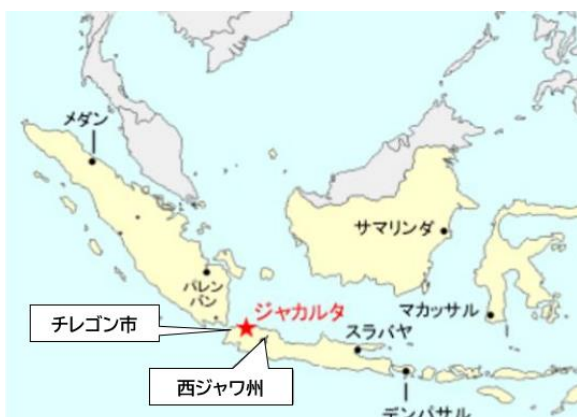 メダン
サマリンダ
パレン
バン
ジャカルタ
マカッサル
チレゴン市
スラバヤ
西ジャワ州
デンパサル